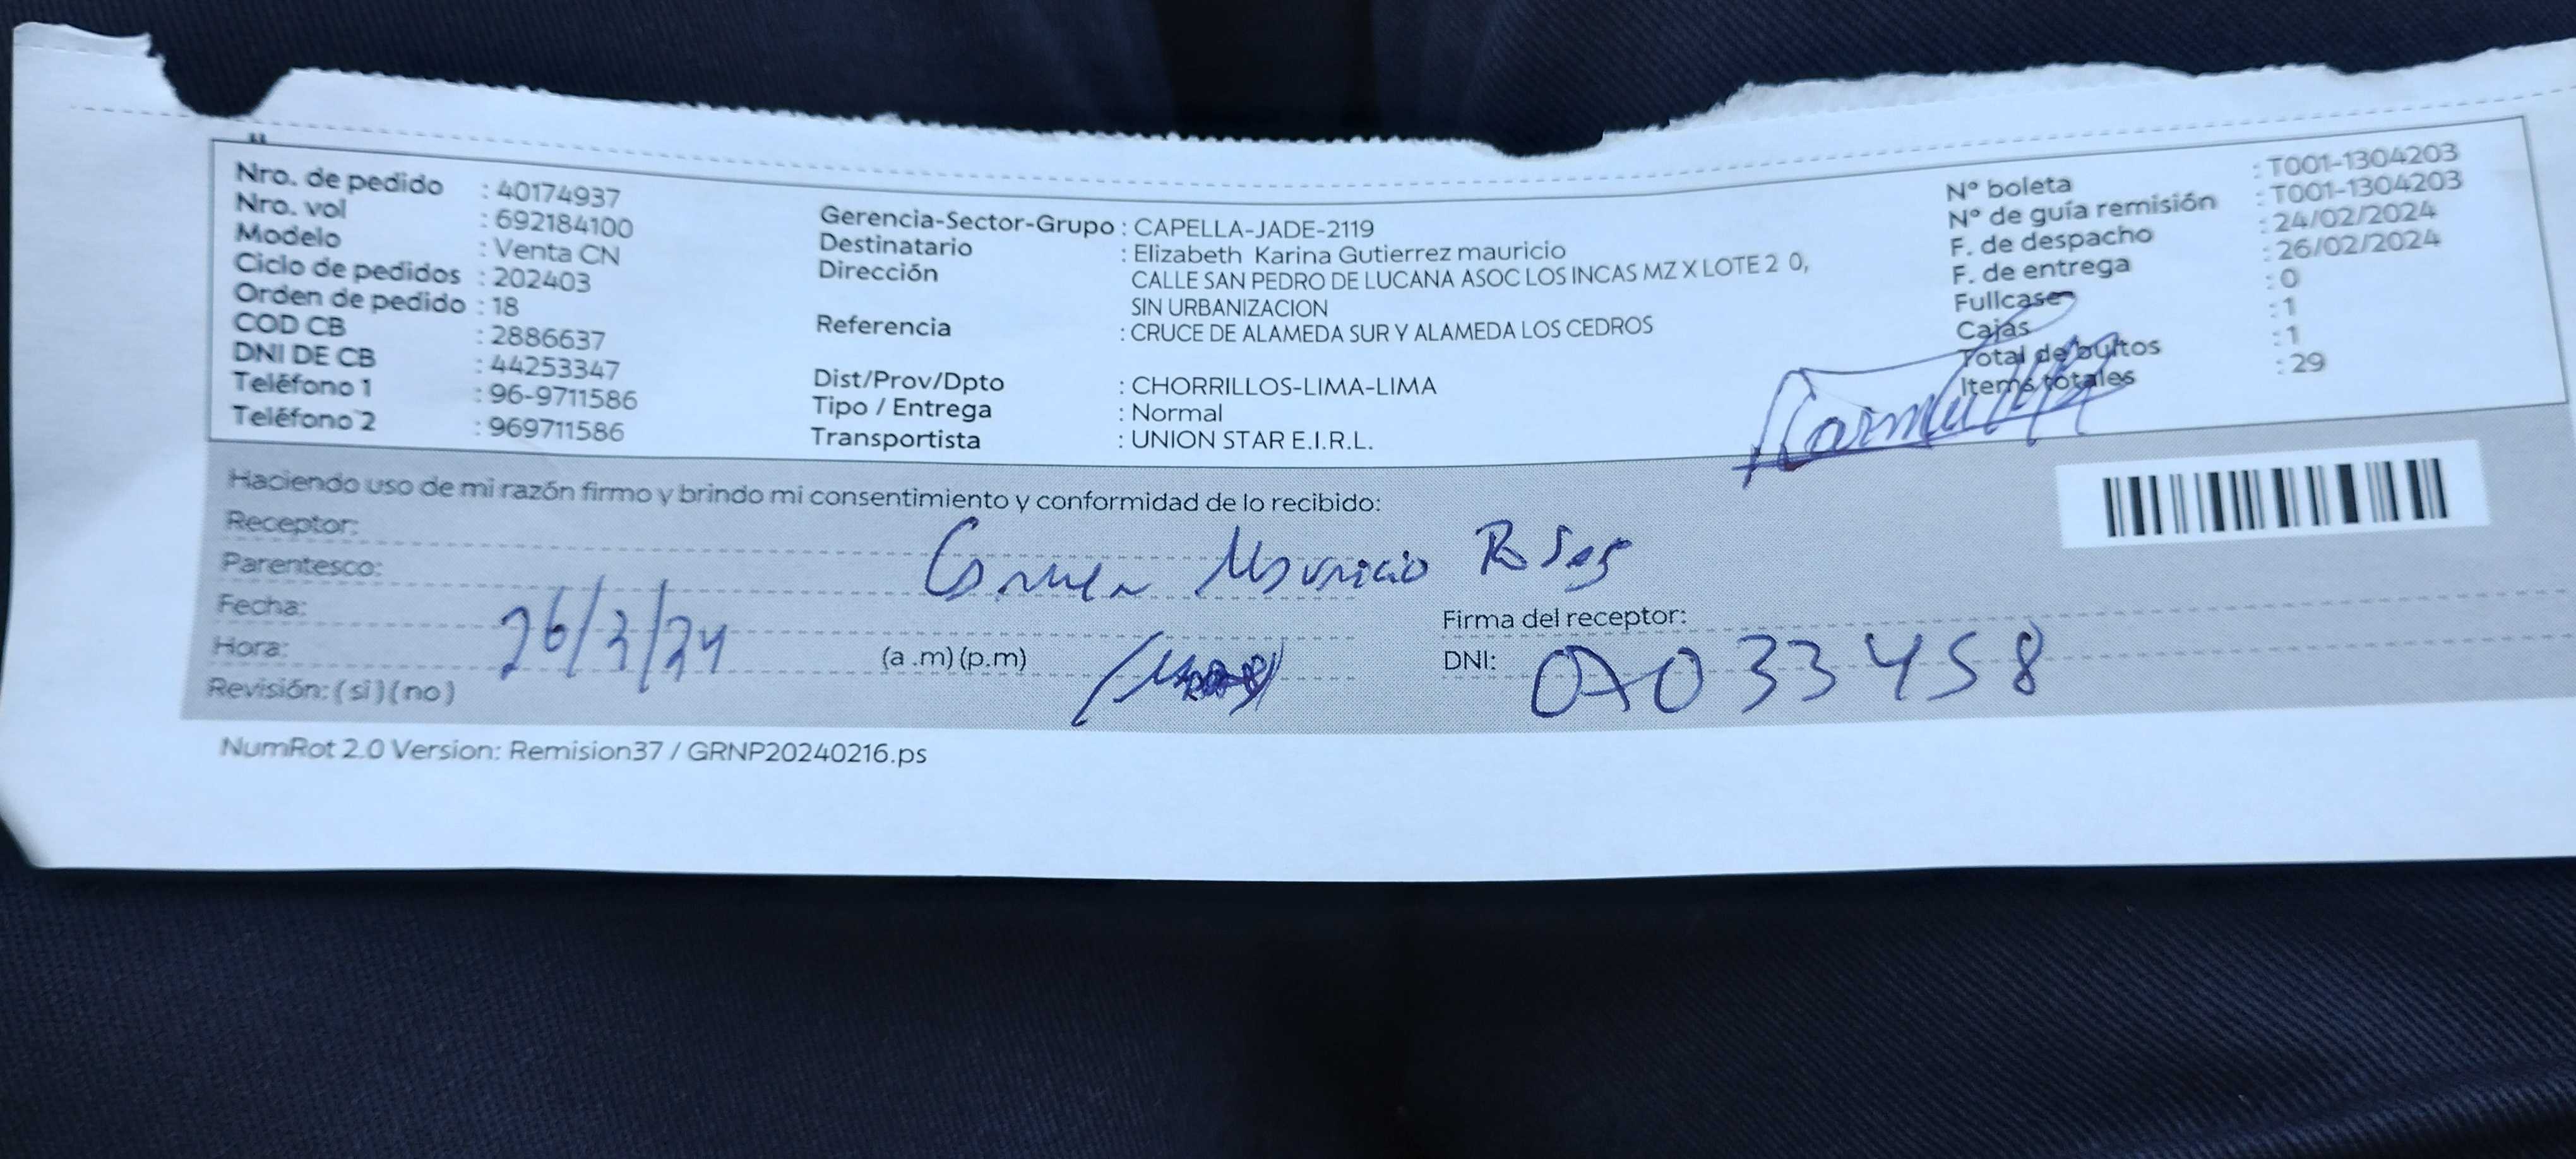 Nro. de pedido : 40174937
Nro. vol : 692184100
Modelo : Venta CN
Ciclo de pedidos : 202403
Orden de pedido : 18
COD CB : 2886637
DNI DE CB : 44253347
Teléfono 1 : 96-9711586
Teléfono 2 : 969711586
Gerencia-Sector-Grupo : CAPELLA-JADE-2119
Destinatario : Elizabeth Karina Gutierrez mauricio
Dirección : CALLE SAN PEDRO DE LUCANA ASOC LOS INCAS MZ X LOTE 2 0,
SIN URBANIZACION
Referencia : CRUCE DE ALAMEDA SUR Y ALAMEDA LOS CEDROS
Dist/Prov/Dpto : CHORRILLOS-LIMA-LIMA
Tipo / Entrega : Normal
Transportista : UNION STAR E.I.R.L.
N° boleta : T001-1304203
N° de guía remisión : T001-1304203
F. de despacho : 24/02/2024
F. de entrega : 26/02/2024
Fullcase : 0
Cajas : 1
Total de bultos : 1
Items totales : 29
Haciendo uso de mi razón firmo y brindo mi consentimiento y conformidad de lo recibido:
Receptor: Carmen Mauricio Rosas
Parentesco:
Fecha: 26/2/24
Hora: (a .m) (p.m)
Revisión: ( si ) ( no )
Firma del receptor:
DNI: 07033458
NumRot 2.0 Version: Remision37 / GRNP20240216.ps